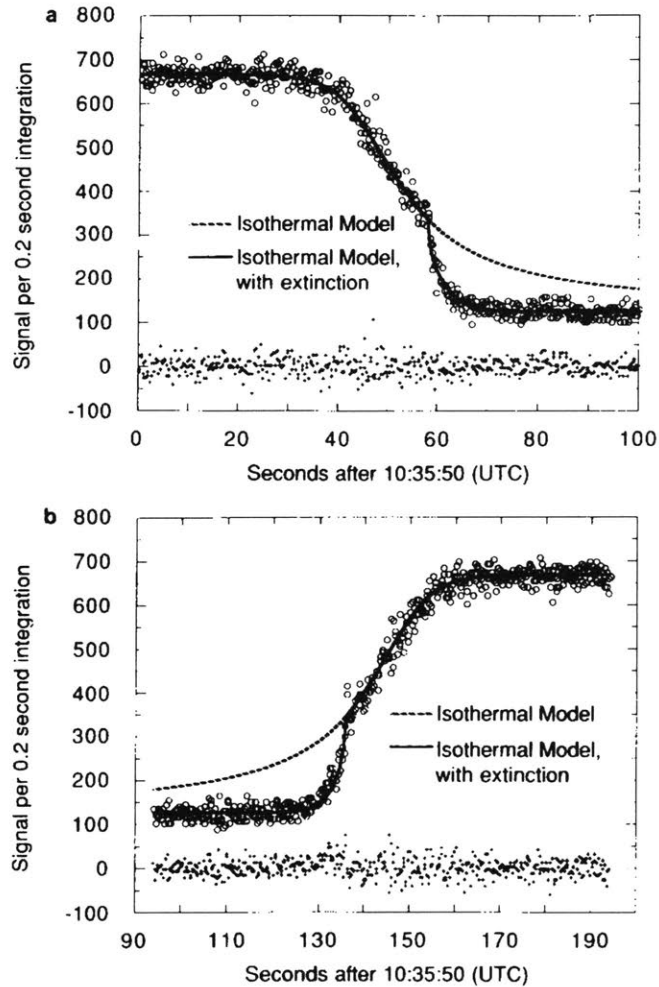 a
800
700
600
500
400
300
200
100
0
-100
Signal per 0.2 second integration
Isothermal Model
Isothermal Model,
with extinction
0 20 40 60 80 100
Seconds after 10:35:50 (UTC)
b
800
700
600
500
400
300
200
100
0
-100
Signal per 0.2 second integration
Isothermal Model
Isothermal Model,
with extinction
90 110 130 150 170 190
Seconds after 10:35:50 (UTC)